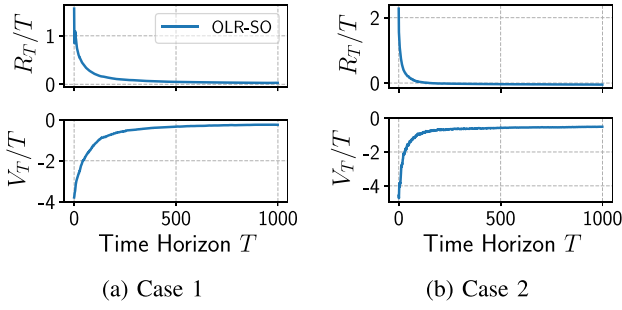 R_T/T
1
0
OLR-SO
V_T/T
0
-2
-4
0
500
1000
Time Horizon T
(a) Case 1
R_T/T
2
0
V_T/T
0
-2
-4
0
500
1000
Time Horizon T
(b) Case 2